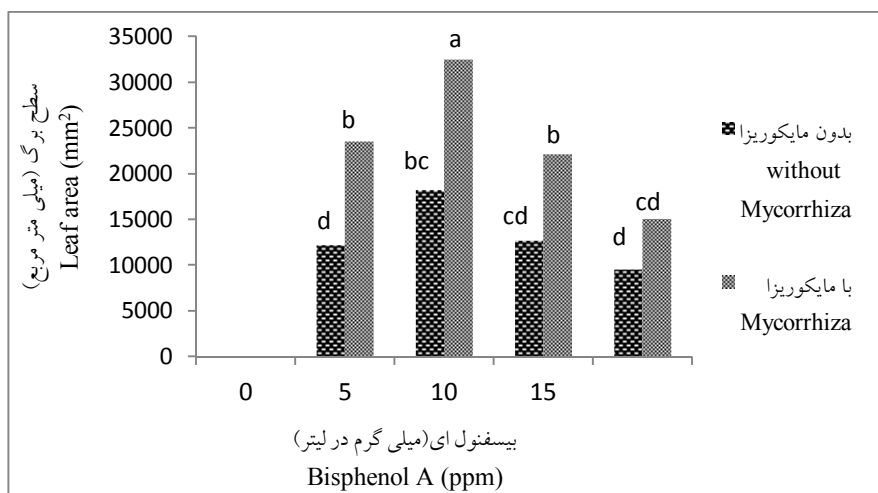 سطح برگ (میلی متر مربع)
Leaf area (mm²)
35000
30000
25000
20000
15000
10000
5000
0
d
b
bc
a
cd
b
d
cd
0 5 10 15
بیسفنول ای(میلی گرم در لیتر)
Bisphenol A (ppm)
بدون مایکوریزا
without
Mycorrhiza
با مایکوریزا
Mycorrhiza